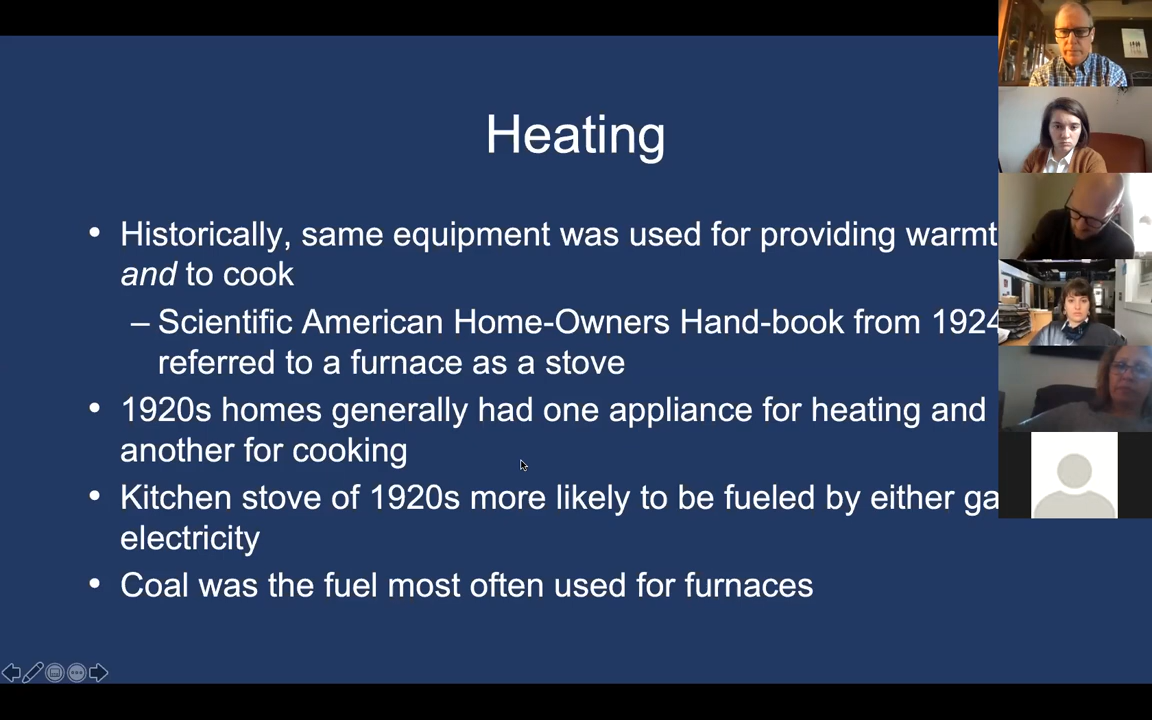 Heating
• Historically, same equipment was used for providing warmt
and to cook
– Scientific American Home-Owners Hand-book from 1924
referred to a furnace as a stove
• 1920s homes generally had one appliance for heating and
another for cooking
• Kitchen stove of 1920s more likely to be fueled by either ga
electricity
• Coal was the fuel most often used for furnaces